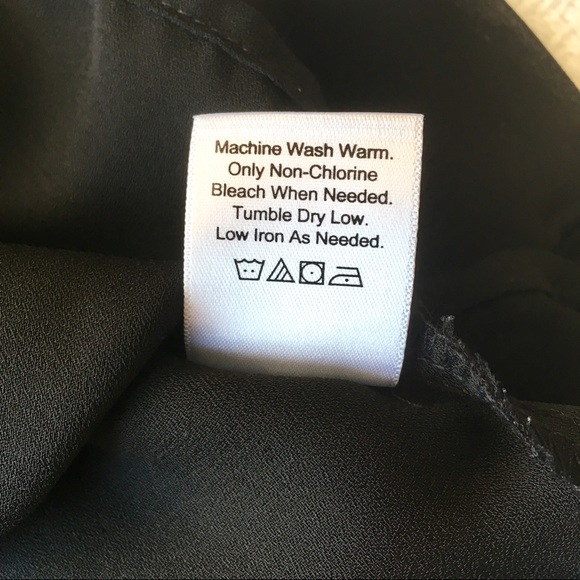 Machine Wash Warm.
Only Non-Chlorine
Bleach When Needed.
Tumble Dry Low.
Low Iron As Needed.